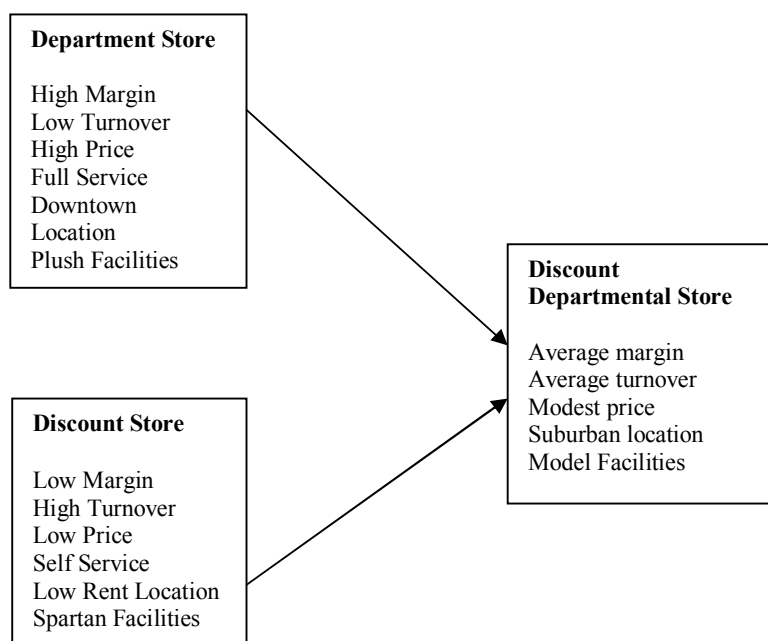 Department Store
High Margin
Low Turnover
High Price
Full Service
Downtown
Location
Plush Facilities
Discount
Departmental Store
Average margin
Average turnover
Modest price
Suburban location
Model Facilities
Discount Store
Low Margin
High Turnover
Low Price
Self Service
Low Rent Location
Spartan Facilities